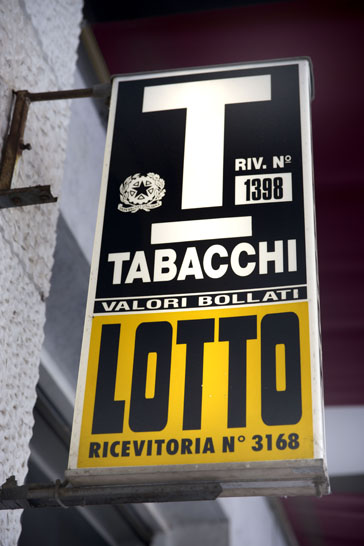 T
RIV. N°
1398
TABACCHI
VALORI BOLLATI
LOTTO
RICEVITORIA N° 3168